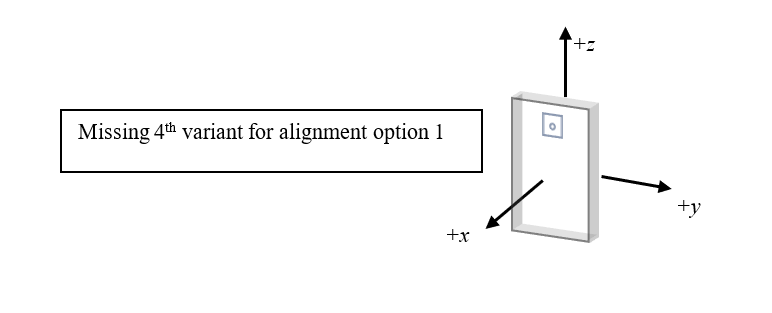 +z
Missing 4th variant for alignment option 1
+y
+x